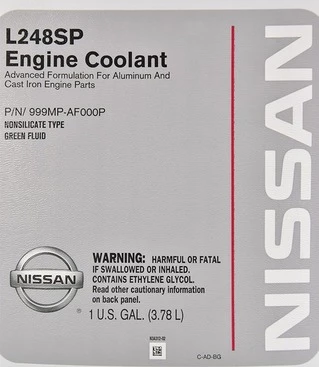 L248SP
Engine Coolant
Advanced Formulation For Aluminum And
Cast Iron Engine Parts
P/N/ 999MP-AF000P
NONSILICATE TYPE
GREEN FLUID
NISSAN
WARNING: HARMFUL OR FATAL
IF SWALLOWED OR INHALED.
CONTAINS ETHYLENE GLYCOL.
Read other cautionary information
on back panel.
NISSAN
®
1 U.S. GAL. (3.78 L)
C-AD-BG